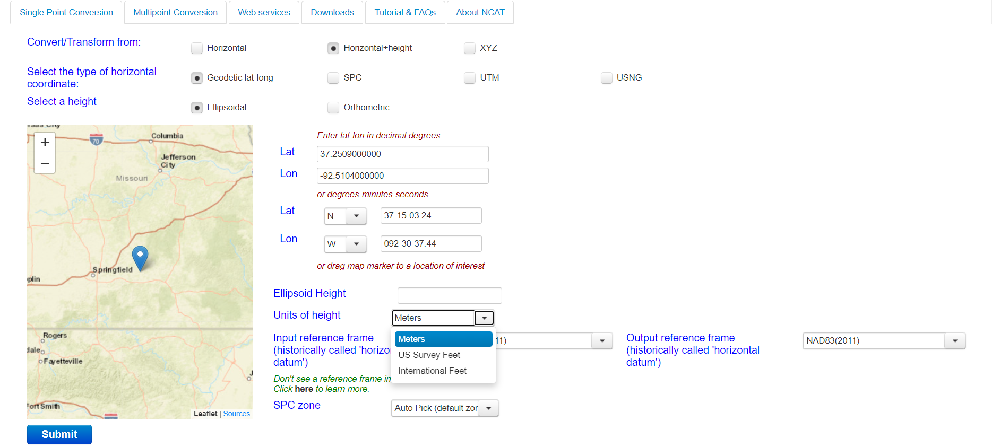 Single Point Conversion
Multipoint Conversion
Web services
Downloads
Tutorial & FAQs
About NCAT
Convert/Transform from:
Horizontal
Horizontal+height
XYZ
Select the type of horizontal
coordinate:
Geodetic lat-long
SPC
UTM
USNG
Select a height
Ellipsoidal
Orthometric
+
−
70
Columbia
Jefferson
City
Missouri
Springfield
plin
Rogers
dale
Fayetteville
Fort Smith
Leaflet | Sources
Enter lat-lon in decimal degrees
Lat
37.2509000000
Lon
-92.5104000000
or degrees-minutes-seconds
Lat
N
37-15-03.24
Lon
W
092-30-37.44
or drag map marker to a location of interest
Ellipsoid Height
Units of height
Meters
Meters
US Survey Feet
International Feet
Input reference frame
(historically called 'horizo
datum')
11)
Output reference frame
(historically called 'horizontal
datum')
NAD83(2011)
Don't see a reference frame in
Click here to learn more.
SPC zone
Auto Pick (default zor
Submit